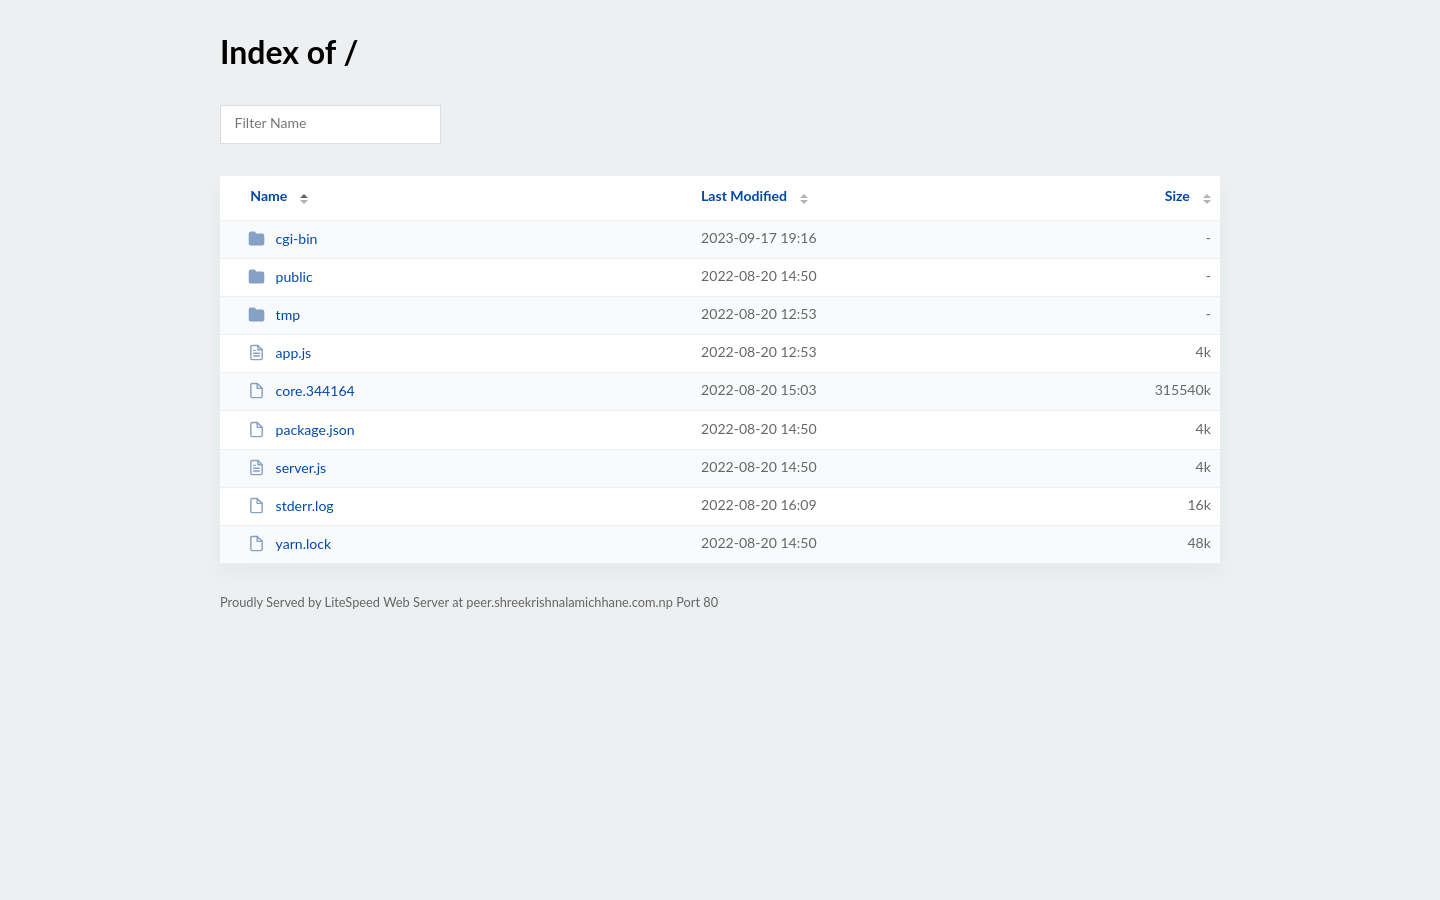 Index of /
Filter Name
Name Last Modified Size
cgi-bin 2023-09-17 19:16 -
public 2022-08-20 14:50 -
tmp 2022-08-20 12:53 -
app.js 2022-08-20 12:53 4k
core.344164 2022-08-20 15:03 315540k
package.json 2022-08-20 14:50 4k
server.js 2022-08-20 14:50 4k
stderr.log 2022-08-20 16:09 16k
yarn.lock 2022-08-20 14:50 48k
Proudly Served by LiteSpeed Web Server at peer.shreekrishnalamichhane.com.np Port 80